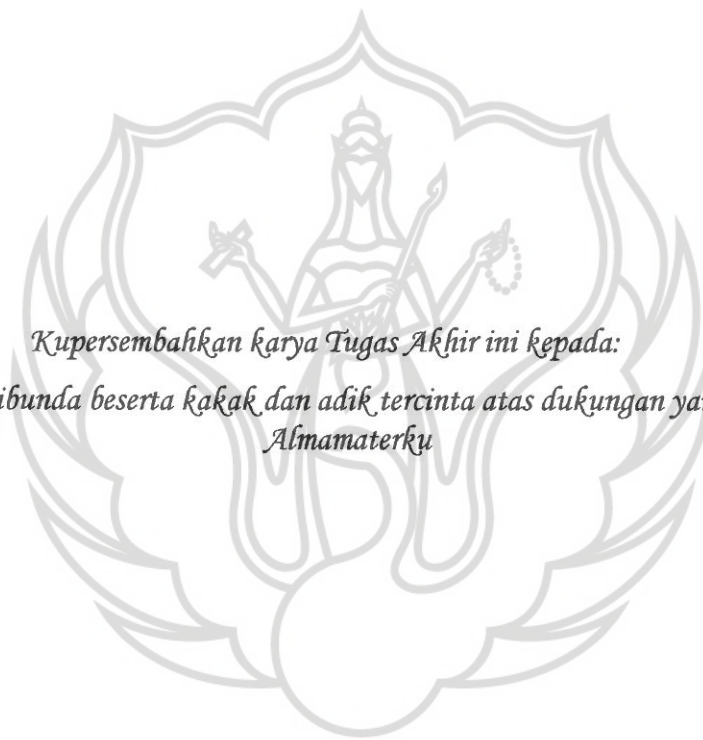 Kupersembahkan karya Tugas Akhir ini kepada:
ibunda beserta kakak dan adik tercinta atas dukungan
Almamaterku